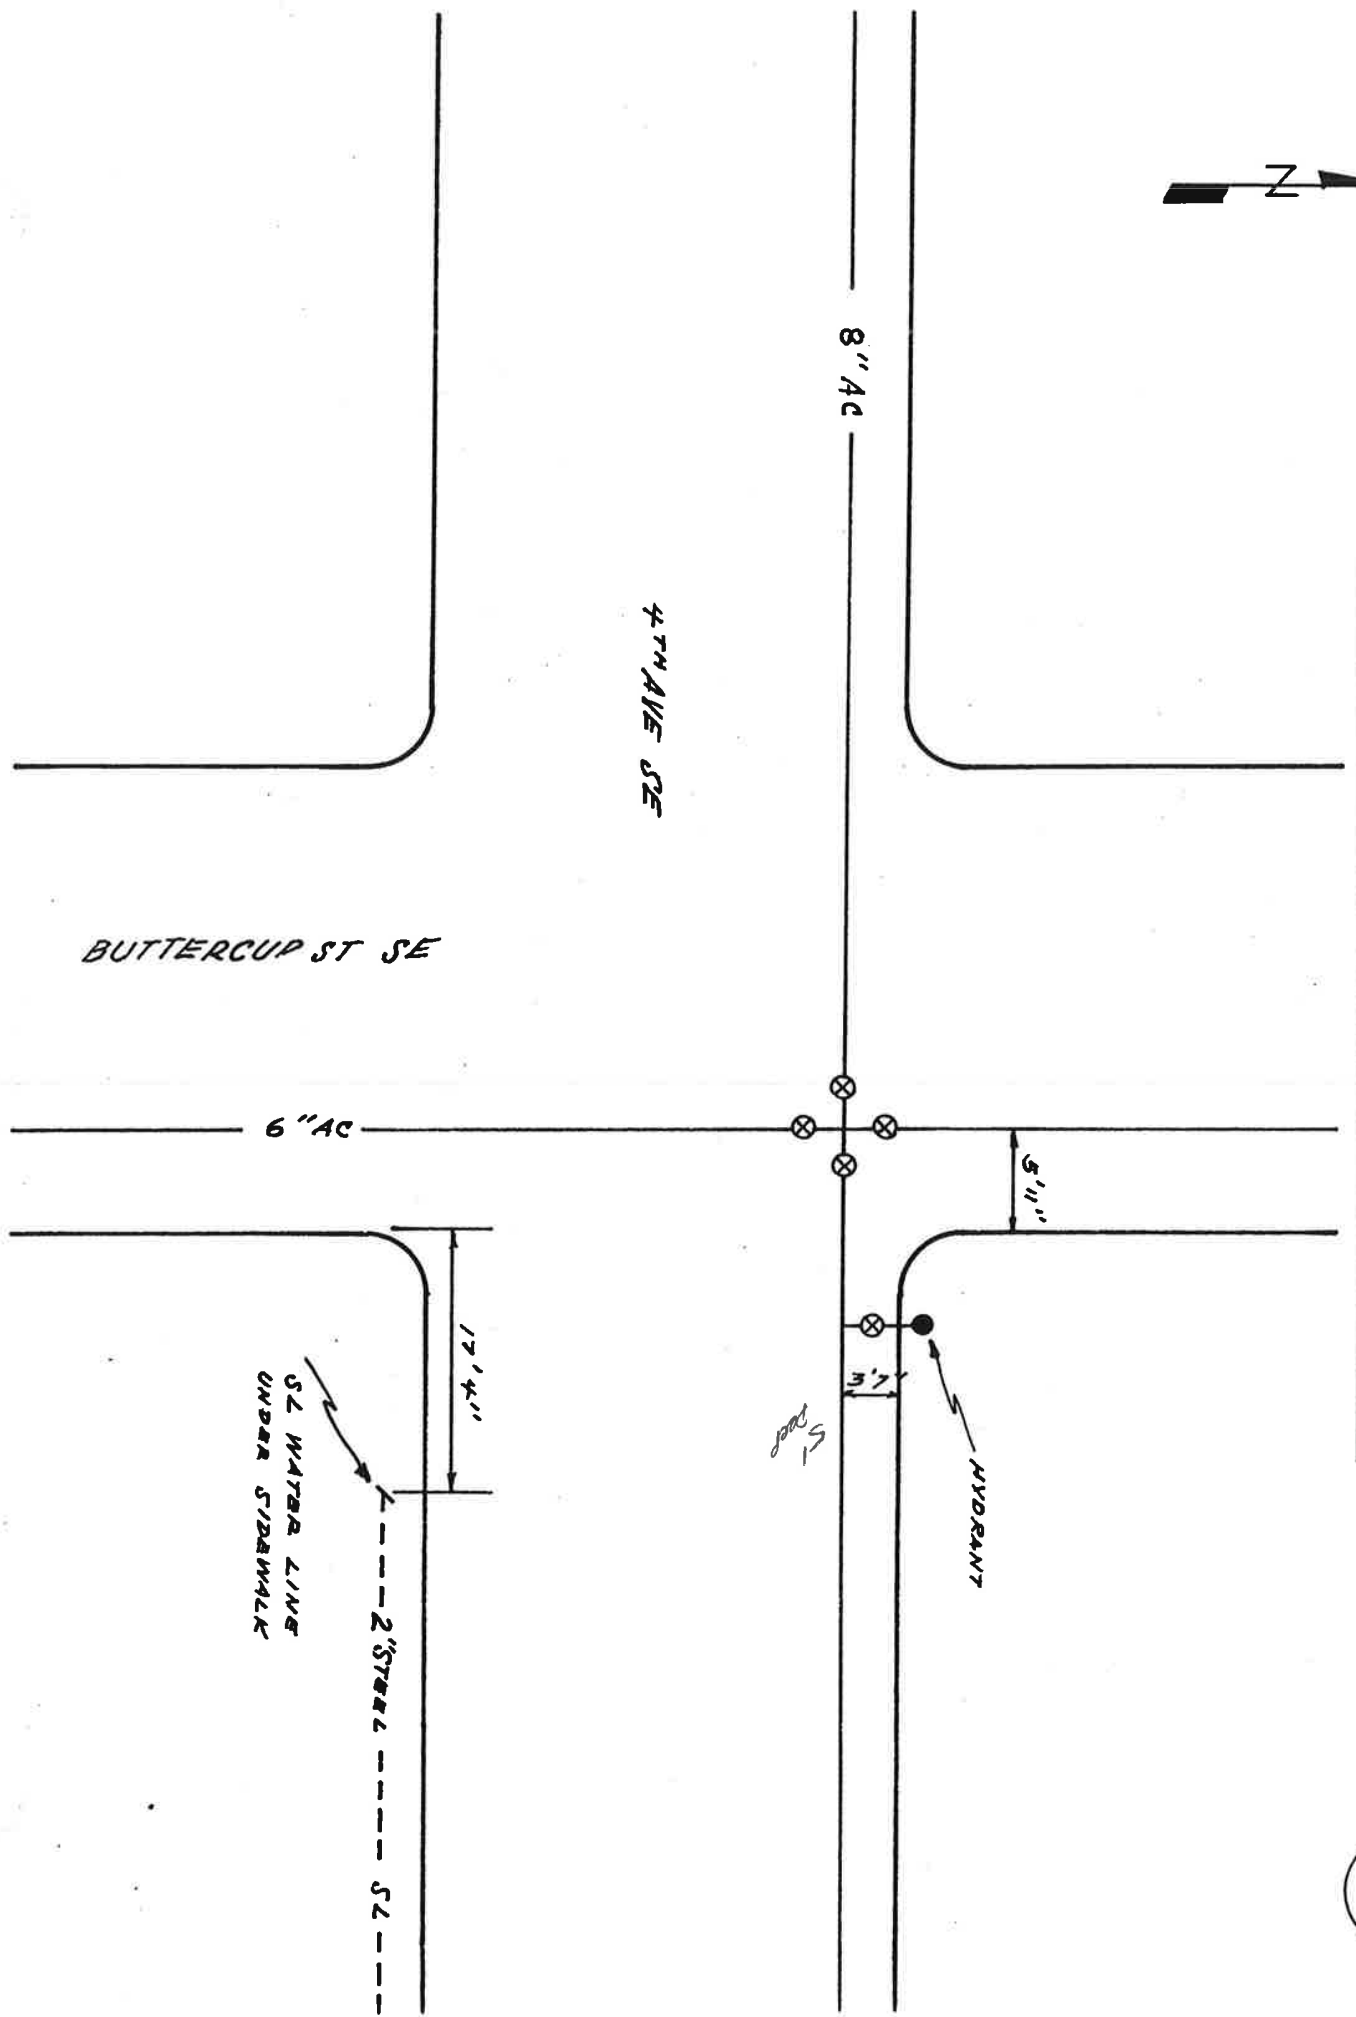 N
8" AC
4TH AVE SE
BUTTERCUP ST SE
6" AC
5'11"
17'4"
3'7"
HYDRANT
SL WATER LINE
UNDER SIDEWALK
2" STEEL
SL